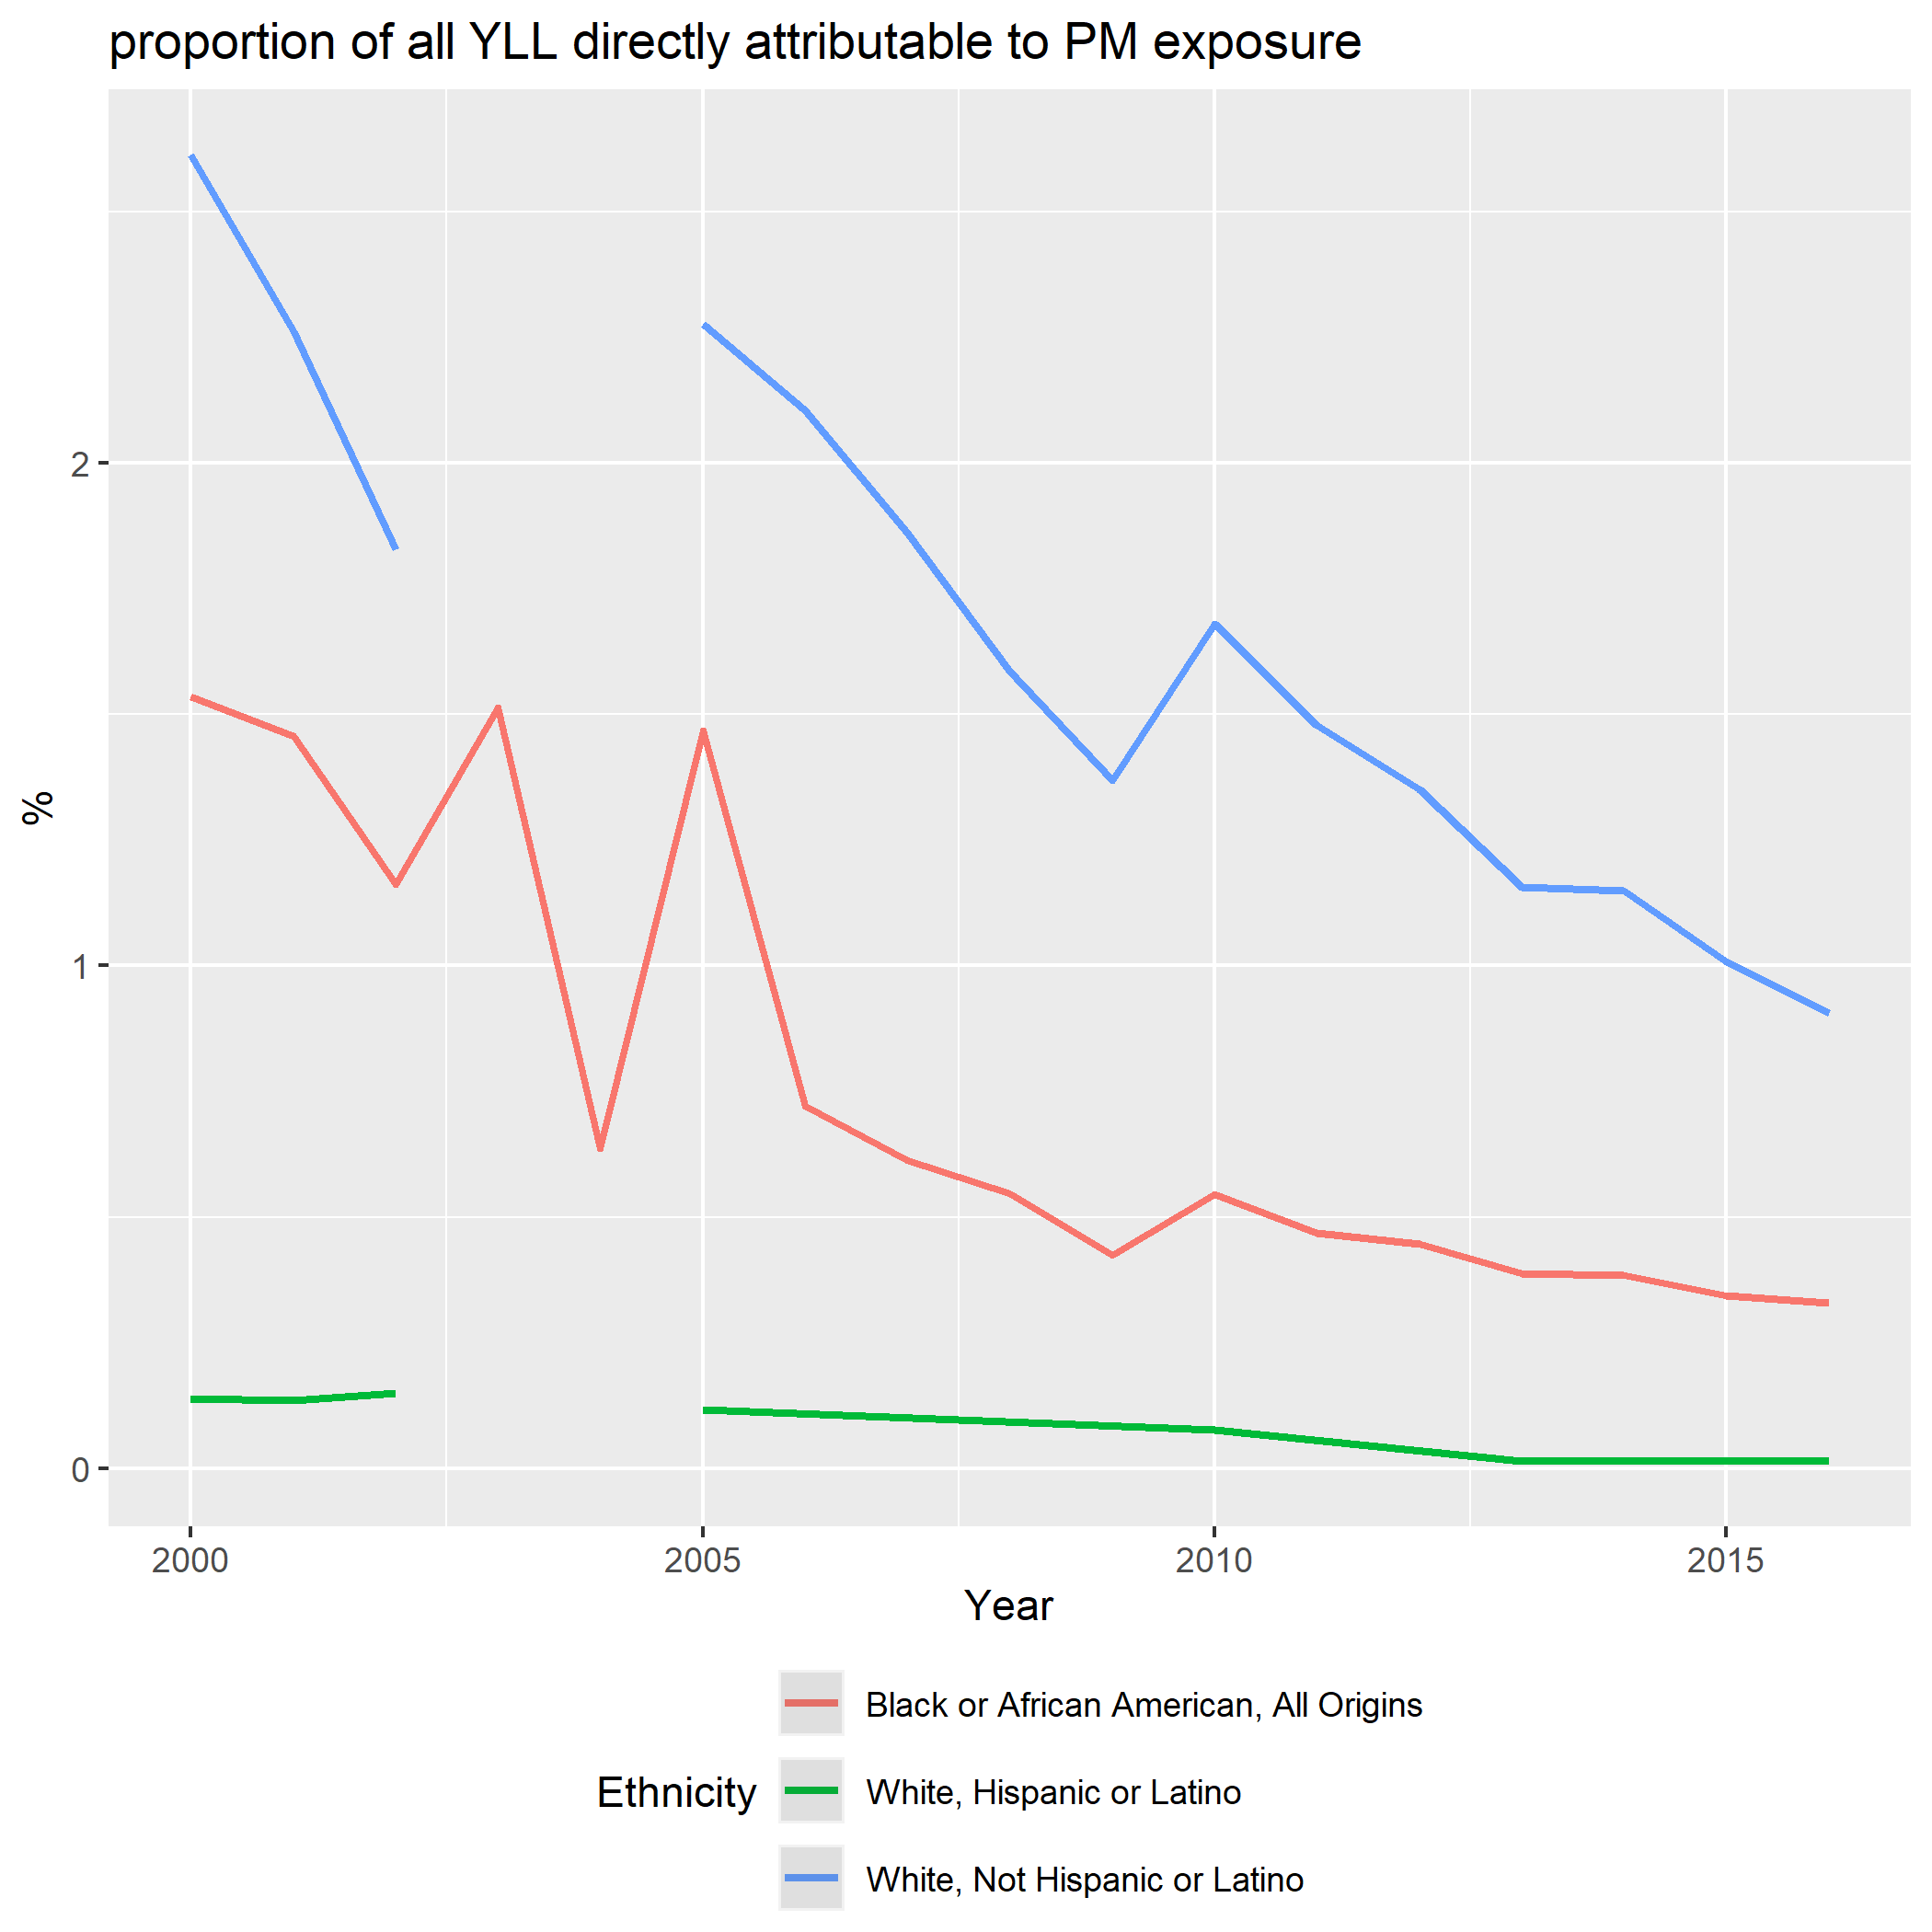 proportion of all YLL directly attributable to PM exposure
2
1
0
%
2000 2005 2010 2015
Year
Ethnicity
Black or African American, All Origins
White, Hispanic or Latino
White, Not Hispanic or Latino